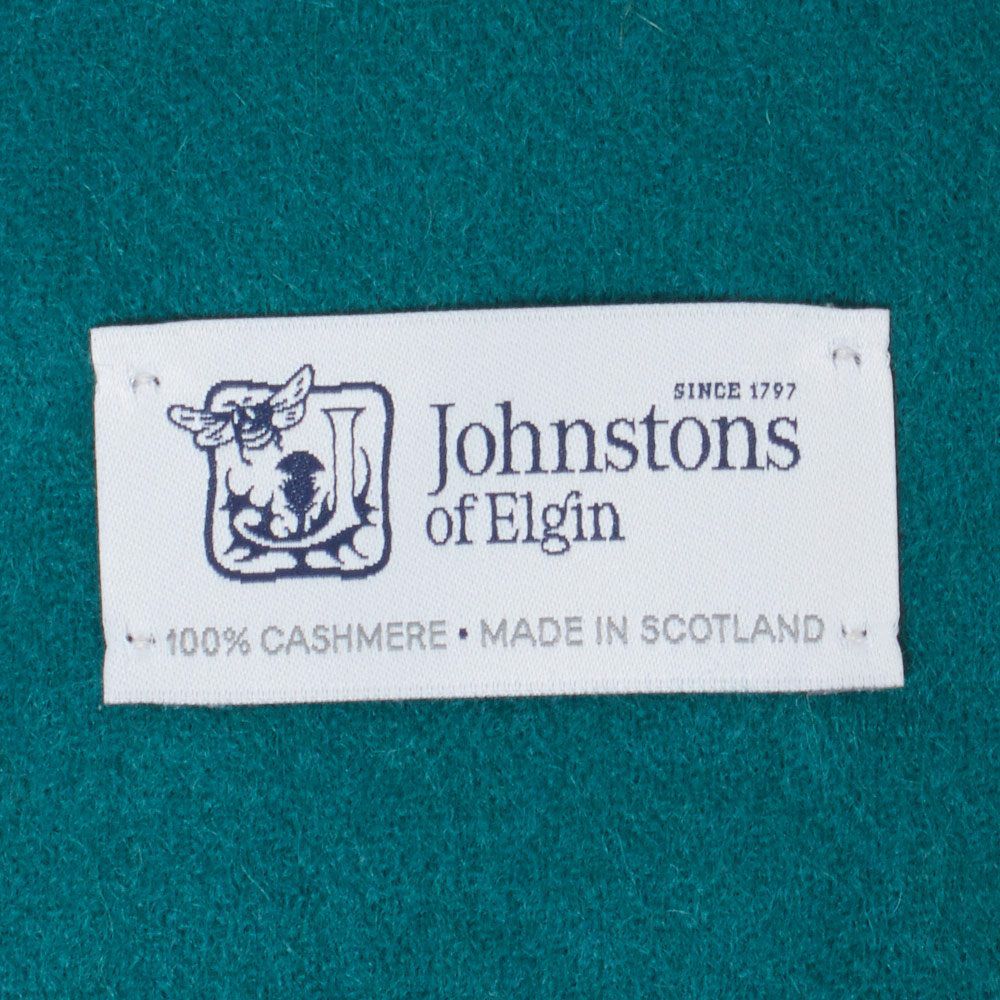 SINCE 1797
Johnstons
of Elgin
100% CASHMERE • MADE IN SCOTLAND